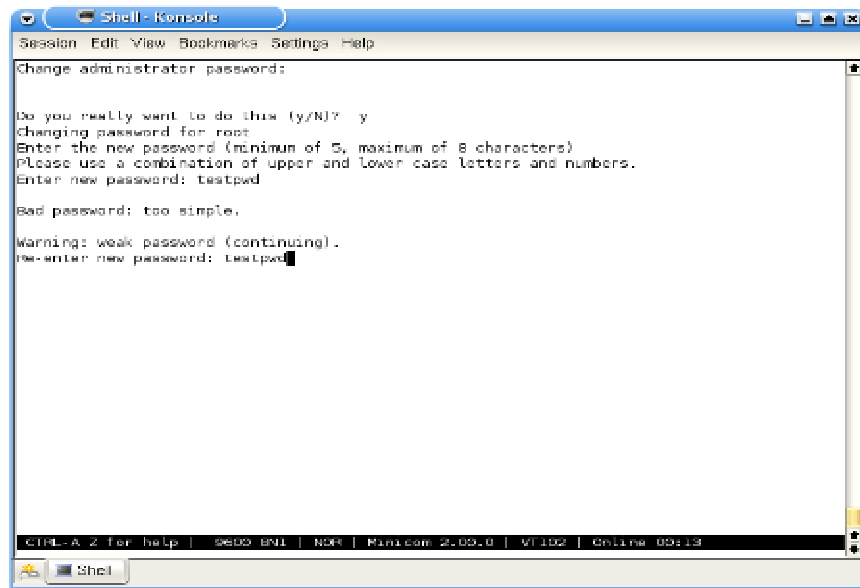 Shell - Konsole
Session Edit View Bookmarks Settings Help
Change administrator password:
Do you really want to do this (y/N)? y
Changing password for root
Enter the new password (minimum of 5, maximum of 8 characters)
Please use a combination of upper and lower case letters and numbers.
Enter new password: testpwd
Bad password: too simple.
Warning: weak password (continuing).
Re-enter new password: testpwd
CTRL-A Z for help | 9600 8N1 | NOR | Minicom 2.00.0 | VT102 | Online 00:13
Shell